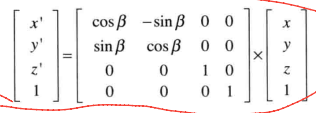 x' cos β −sin β 0 0 x
y' = sin β cos β 0 0 × y
z' 0 0 1 0 z
1 0 0 0 1 1